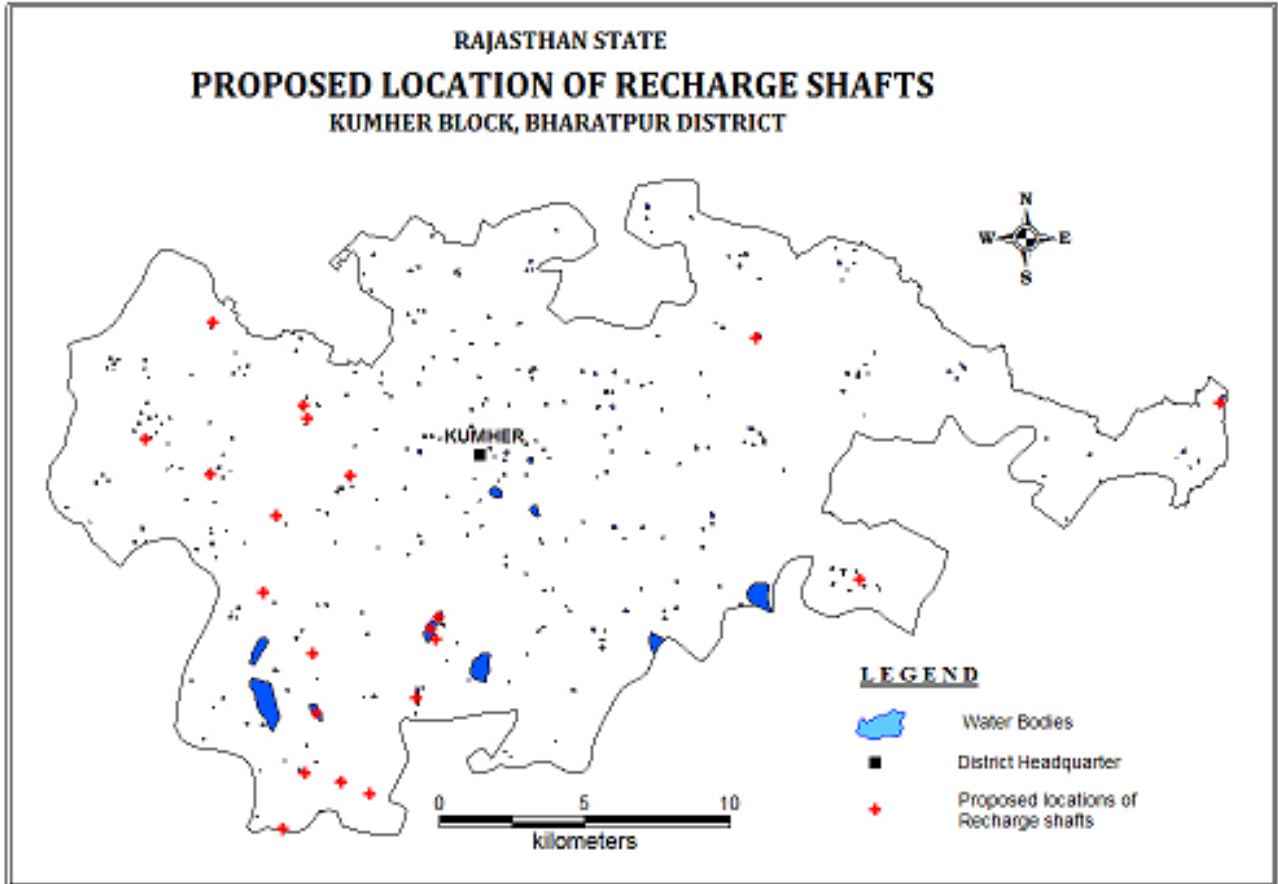 RAJASTHAN STATE
PROPOSED LOCATION OF RECHARGE SHAFTS
KUMHER BLOCK, BHARATPUR DISTRICT
N
W E
S
KUMHER
LEGEND
Water Bodies
District Headquarter
Proposed locations of
Recharge shafts
0 5 10
kilometers